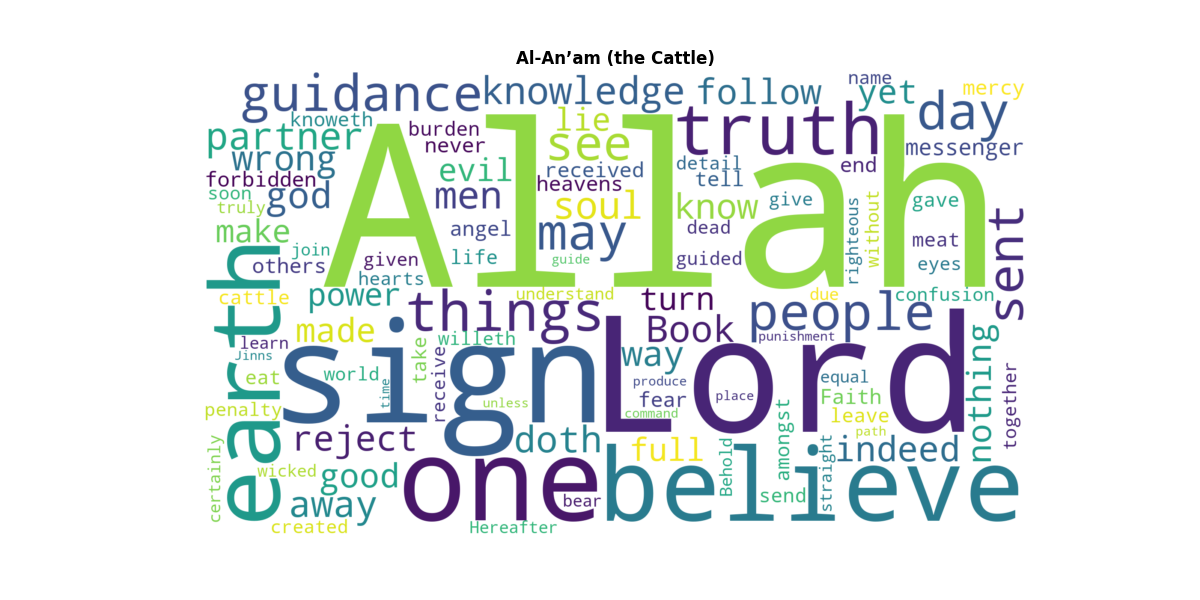 Al-An’am (the Cattle)
guidance
knowledge
follow
name
yet
mercy
day
knoweth
partner
burden
never
lie
see
truth
messenger
wrong
forbidden
god
evil
men
received
heavens
detail
tell
end
soon
truly
make
join
others
Allah
angel
life
given
hearts
soul
may
guide
know
dead
guided
give
righteous
without
gave
meat
eyes
sent
earth
cattle
power
things
understand
turn
Book
people
due
confusion
punishment
made
learn
Jinns
eat
penalty
certainly
sign
world
time
take
receive
willeth
unless
Lord
way
produce
fear
command
place
equal
Faith
leave
path
nothing
together
reject
doth
full
Behold
amongst
straight
indeed
wicked
good
away
created
one
bear
Hereafter
believe
send